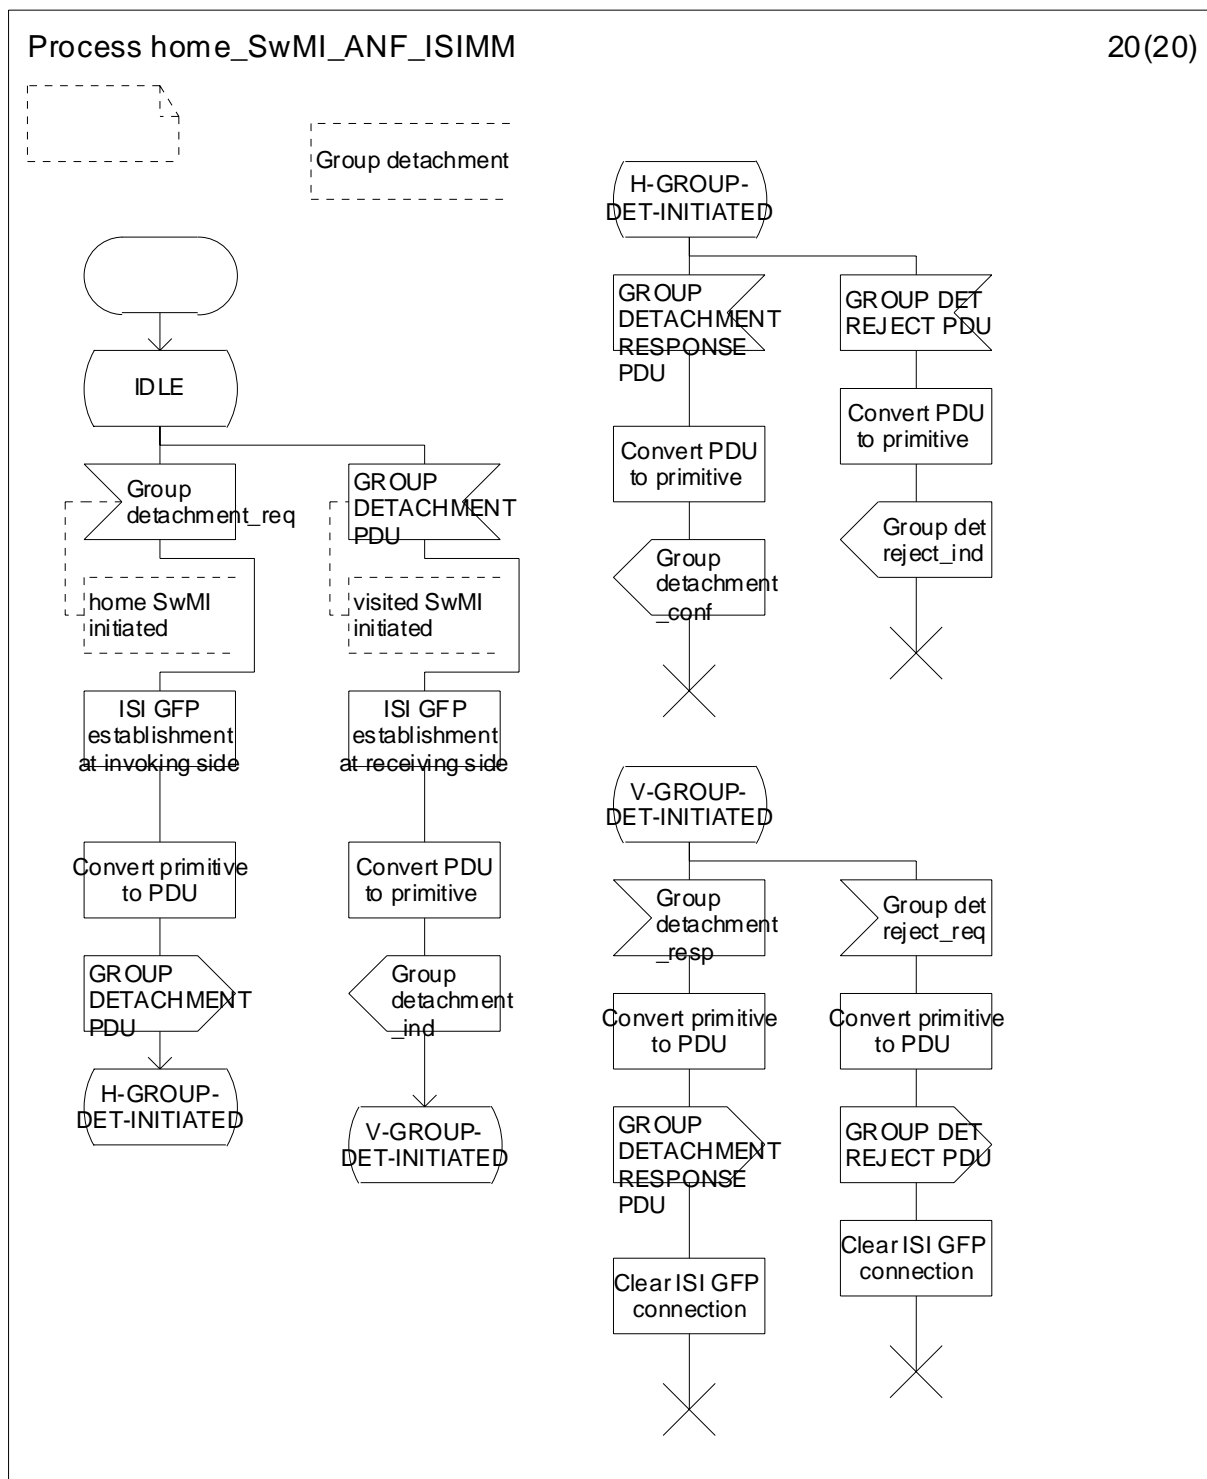 Process home_SwMI_ANF_ISIMM
20(20)
Group detachment
IDLE
Group
detachment_req
home SwMI
initiated
ISI GFP
establishment
at invoking side
Convert primitive
to PDU
GROUP
DETACHMENT
PDU
H-GROUP-
DET-INITIATED
GROUP
DETACHMENT
PDU
visited SwMI
initiated
ISI GFP
establishment
at receiving side
Convert PDU
to primitive
Group
detachment
_ind
V-GROUP-
DET-INITIATED
H-GROUP-
DET-INITIATED
GROUP
DETACHMENT
RESPONSE
PDU
Convert PDU
to primitive
Group
detachment
_conf
GROUP DET
REJECT PDU
Convert PDU
to primitive
Group det
reject_ind
V-GROUP-
DET-INITIATED
Group
detachment
_resp
Convert primitive
to PDU
GROUP
DETACHMENT
RESPONSE
PDU
Clear ISI GFP
connection
Group det
reject_req
Convert primitive
to PDU
GROUP DET
REJECT PDU
Clear ISI GFP
connection